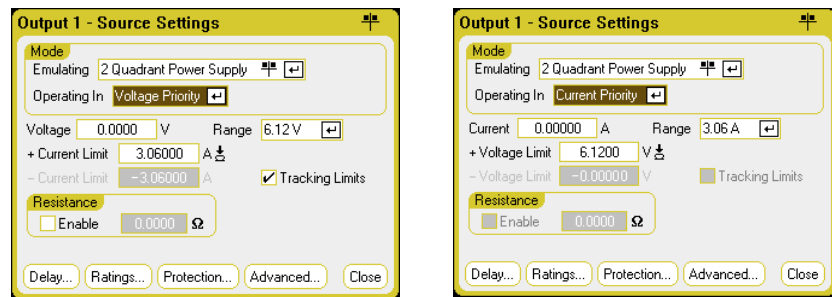 Output 1 - Source Settings
Mode
Emulating 2 Quadrant Power Supply
Operating In Voltage Priority
Voltage 0.0000 V Range 6.12 V
+ Current Limit 3.06000 A
- Current Limit -3.06000 A Tracking Limits
Resistance
Enable 0.0000 Ω
Delay... Ratings... Protection... Advanced... Close
Output 1 - Source Settings
Mode
Emulating 2 Quadrant Power Supply
Operating In Current Priority
Current 0.00000 A Range 3.06 A
+ Voltage Limit 6.1200 V
- Voltage Limit -0.00000 V Tracking Limits
Resistance
Enable 0.0000 Ω
Delay... Ratings... Protection... Advanced... Close